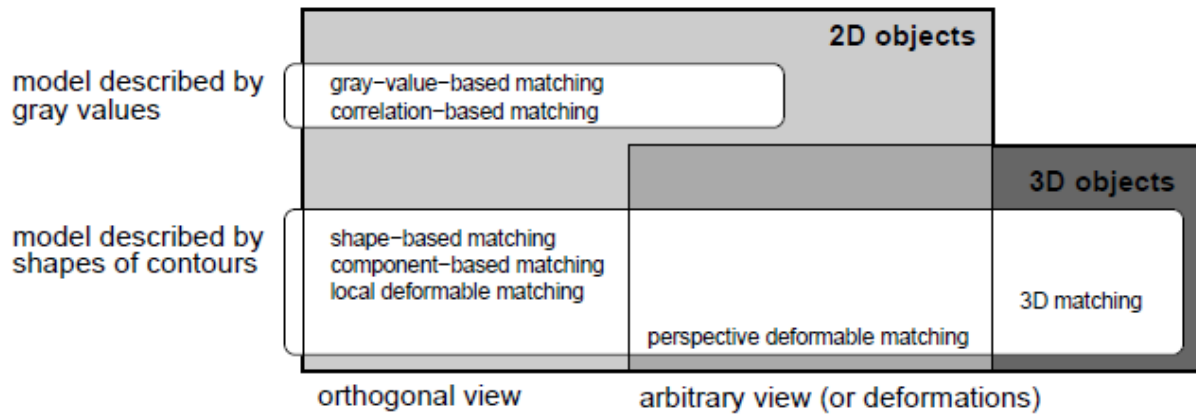 2D objects
model described by
gray values
gray-value-based matching
correlation-based matching
3D objects
model described by
shapes of contours
shape-based matching
component-based matching
local deformable matching
3D matching
perspective deformable matching
orthogonal view
arbitrary view (or deformations)